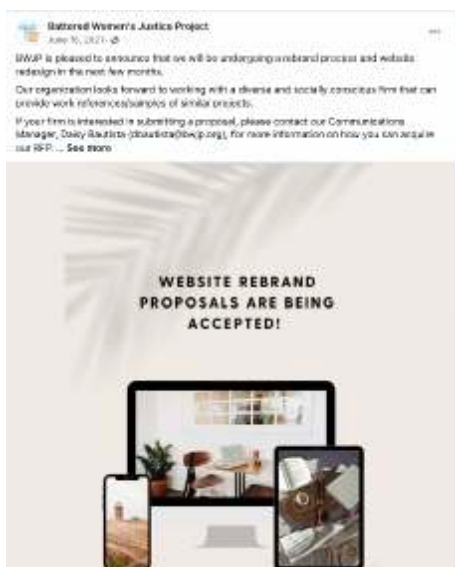 Battered Women's Justice Project
June 16, 2021
BWJP is pleased to announce that we will be undergoing a rebrand process and website
redesign in the next few months.
Our organization looks forward to working with a diverse and socially conscious firm that can
provide work references/samples of similar projects.
If your firm is interested in submitting a proposal, please contact our Communications
Manager, Daisy Bautista (dbautista@bwjp.org), for more information on how you can acquire
our RFP. ... See more
WEBSITE REBRAND
PROPOSALS ARE BEING
ACCEPTED!